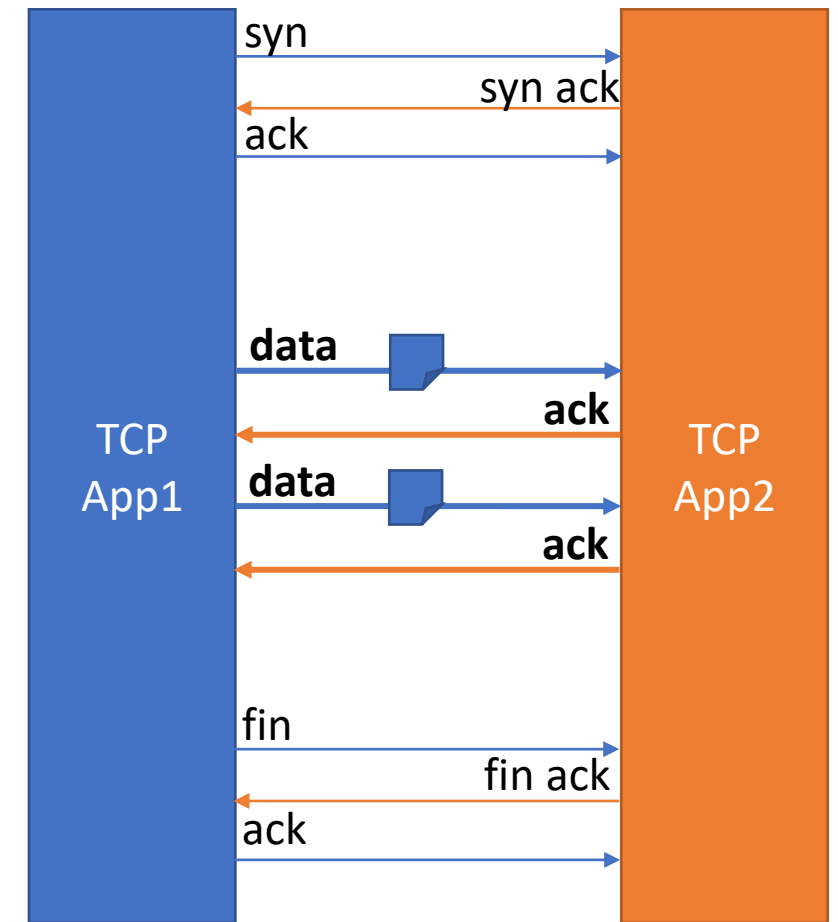 syn
syn ack
ack
data
ack
TCP
App1
TCP
App2
data
ack
fin
fin ack
ack